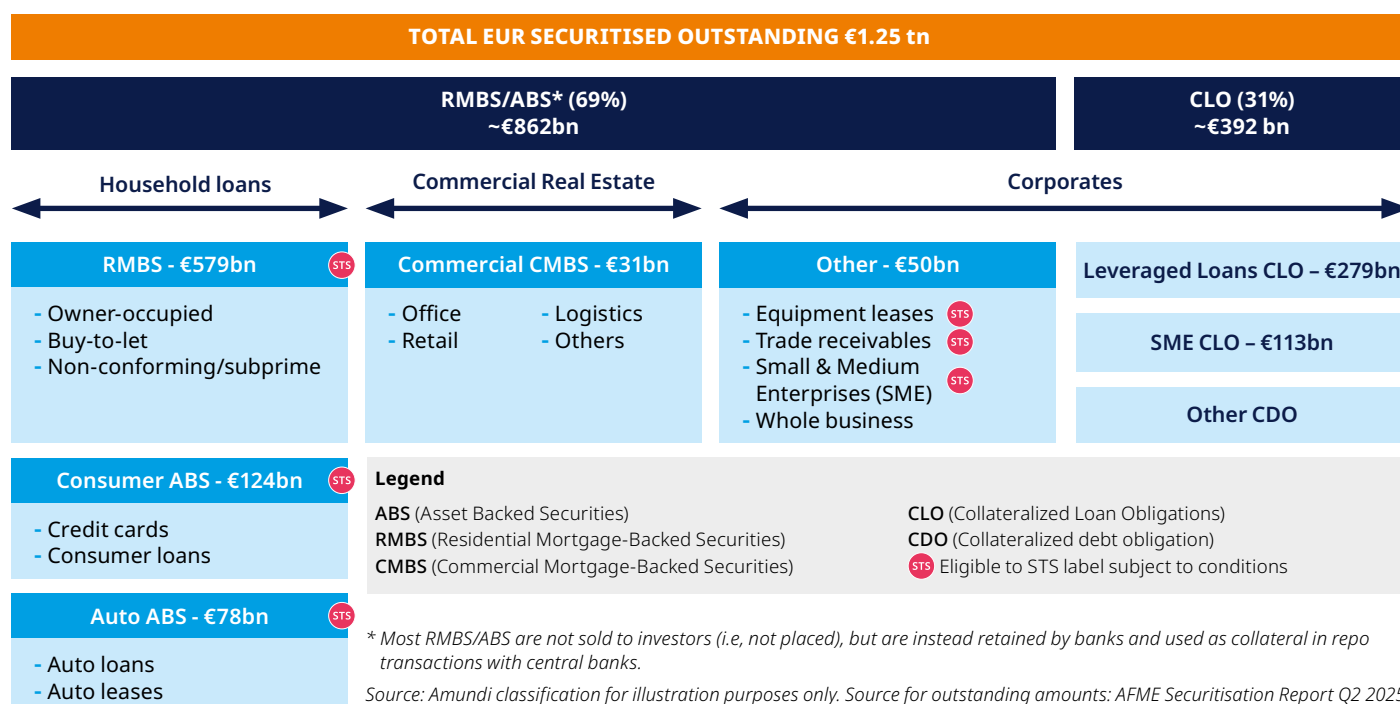 TOTAL EUR SECURITISED OUTSTANDING €1.25 tn
RMBS/ABS* (69%)
~€862bn
CLO (31%)
~€392 bn
Household loans
Commercial Real Estate
Corporates
RMBS - €579bn
STS
- Owner-occupied
- Buy-to-let
- Non-conforming/subprime
Commercial CMBS - €31bn
- Office
- Retail
- Logistics
- Others
Other - €50bn
- Equipment leases STS
- Trade receivables STS
- Small & Medium
Enterprises (SME) STS
- Whole business
Leveraged Loans CLO – €279bn
SME CLO – €113bn
Other CDO
Consumer ABS - €124bn
STS
- Credit cards
- Consumer loans
Auto ABS - €78bn
STS
- Auto loans
- Auto leases
Legend
ABS (Asset Backed Securities)
RMBS (Residential Mortgage-Backed Securities)
CMBS (Commercial Mortgage-Backed Securities)
CLO (Collateralized Loan Obligations)
CDO (Collateralized debt obligation)
STS Eligible to STS label subject to conditions
* Most RMBS/ABS are not sold to investors (i.e, not placed), but are instead retained by banks and used as collateral in repo
transactions with central banks.
Source: Amundi classification for illustration purposes only. Source for outstanding amounts: AFME Securitisation Report Q2 2025